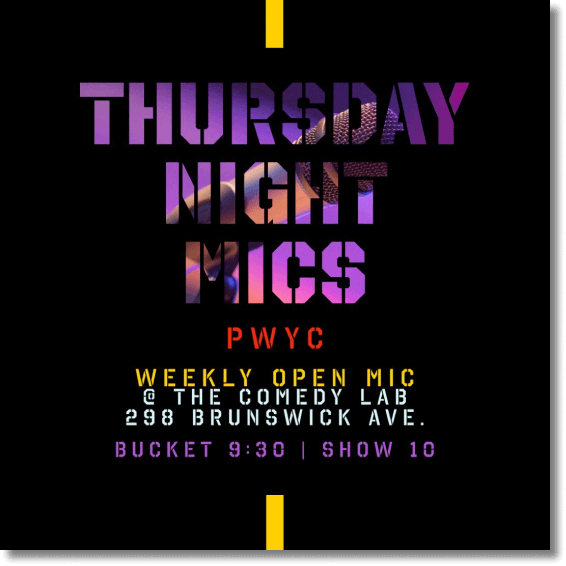 THURSDAY
NIGHT
MICS
PWYC
WEEKLY OPEN MIC
@ THE COMEDY LAB
298 BRUNSWICK AVE.
BUCKET 9:30 | SHOW 10